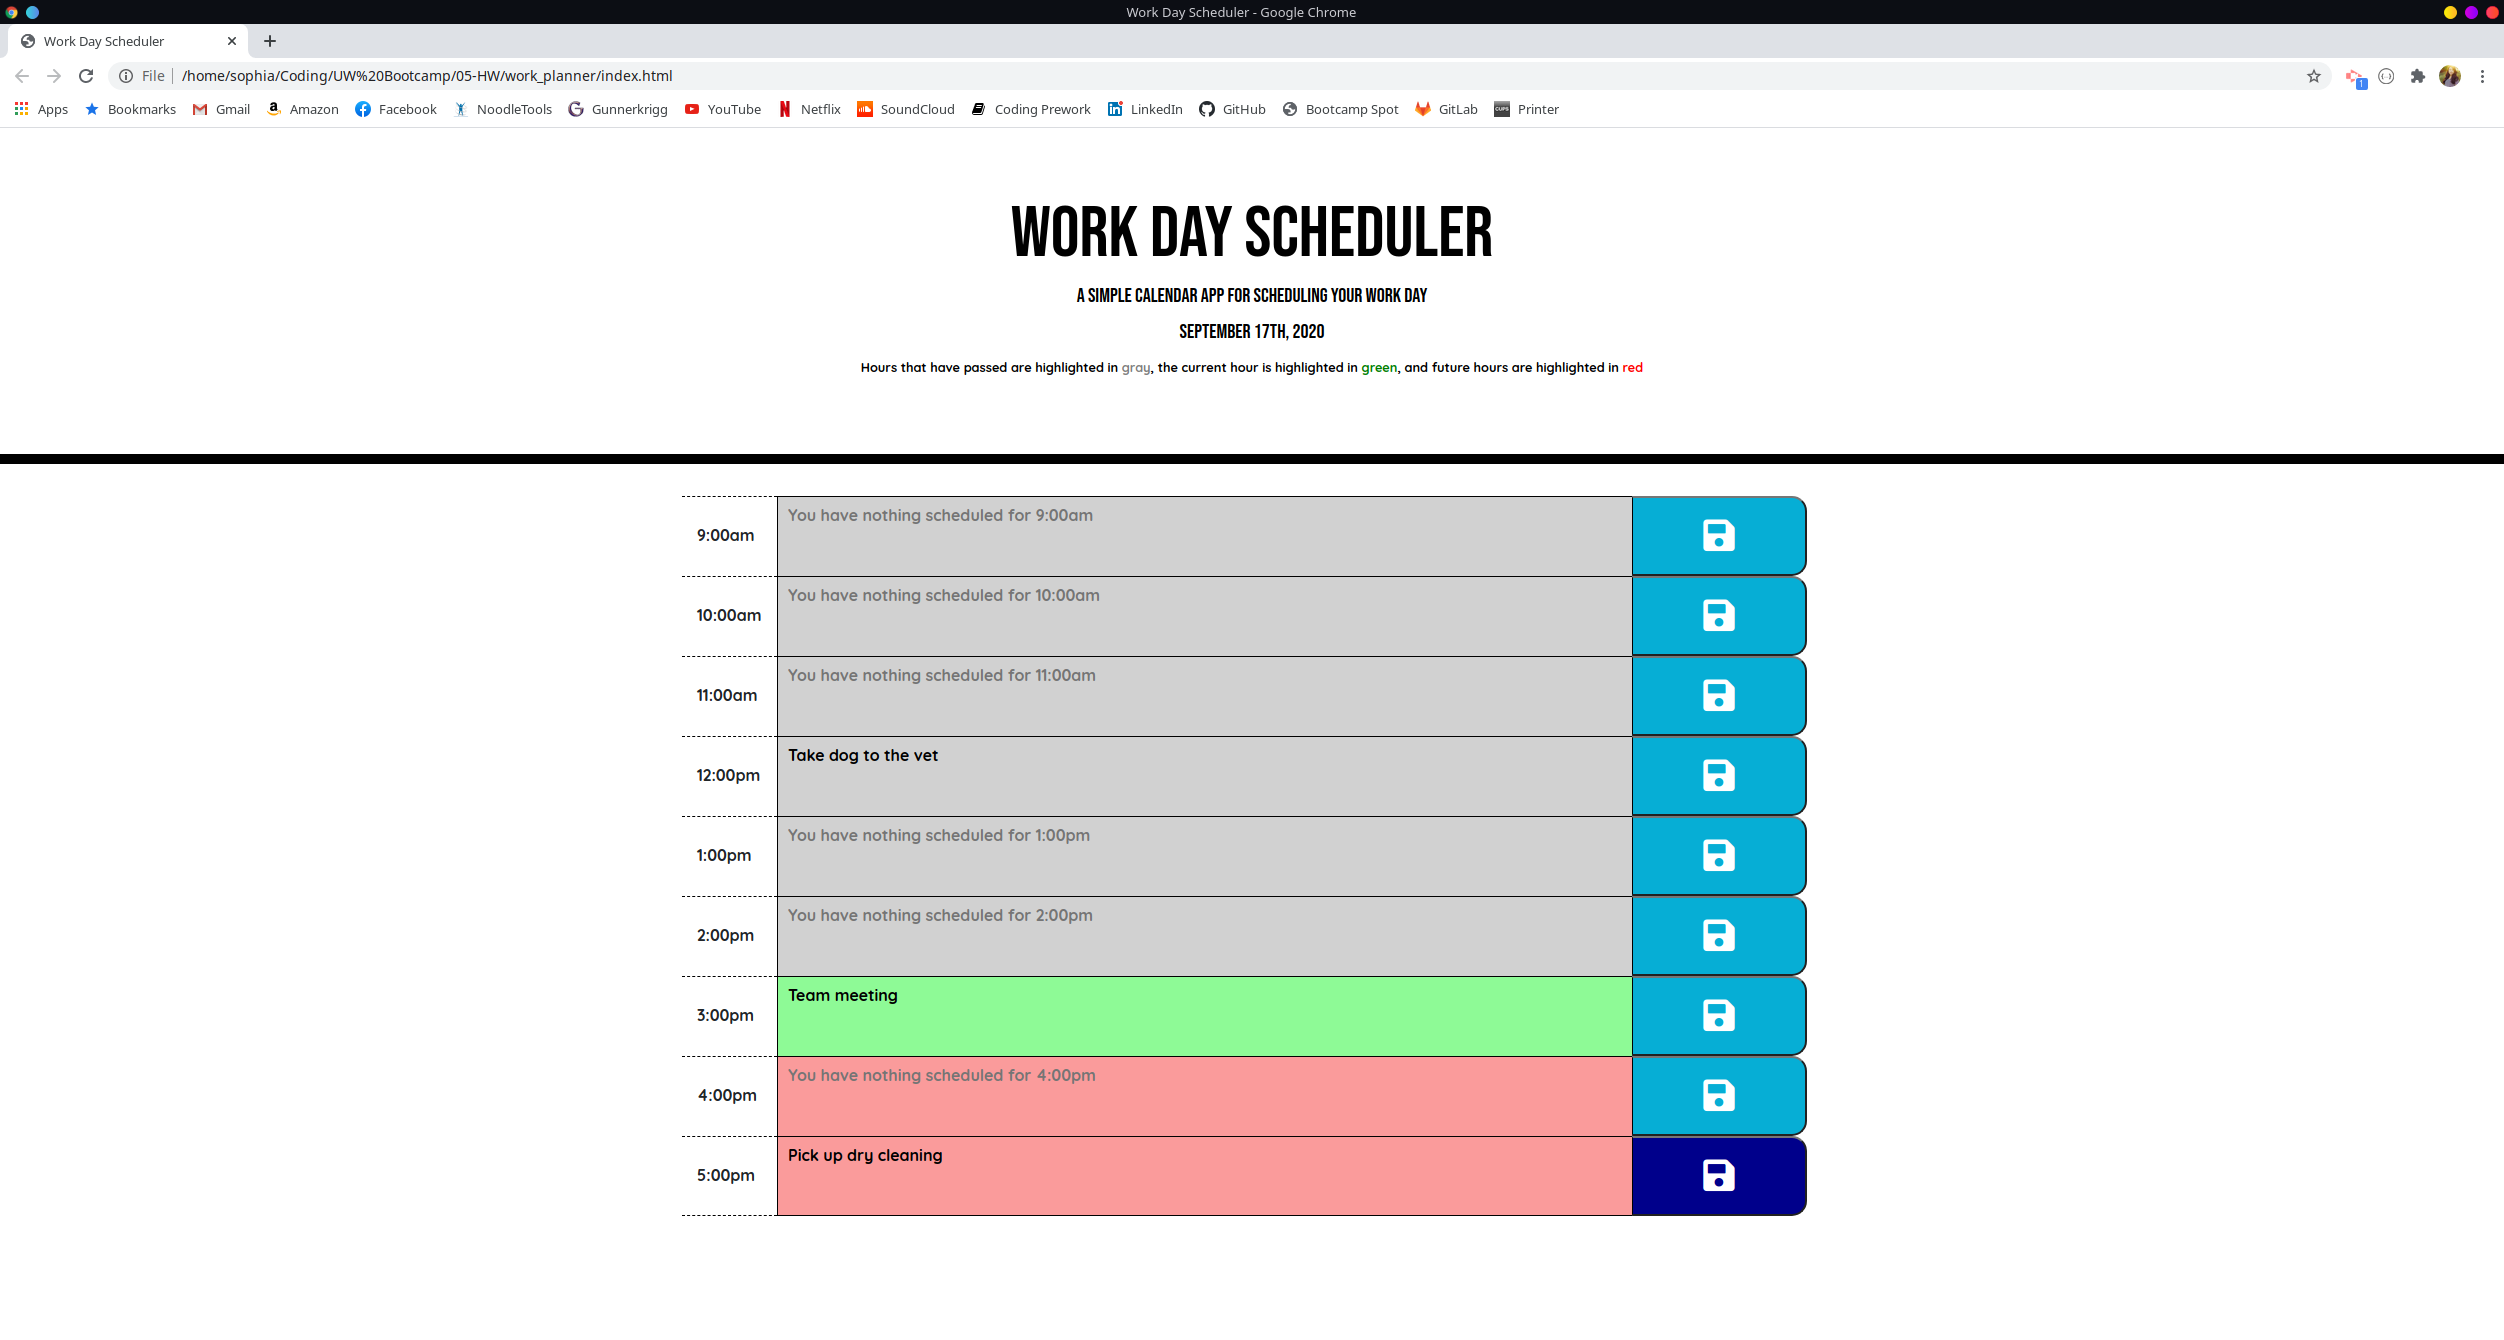 Work Day Scheduler - Google Chrome
Work Day Scheduler
File /home/sophia/Coding/UW%20Bootcamp/05-HW/work_planner/index.html
1
Apps Bookmarks Gmail Amazon Facebook NoodleTools Gunnerkrigg YouTube Netflix SoundCloud Coding Prework LinkedIn GitHub Bootcamp Spot GitLab CUPS Printer
WORK DAY SCHEDULER
A SIMPLE CALENDAR APP FOR SCHEDULING YOUR WORK DAY
SEPTEMBER 17TH, 2020
Hours that have passed are highlighted in gray, the current hour is highlighted in green, and future hours are highlighted in red
9:00am You have nothing scheduled for 9:00am
10:00am You have nothing scheduled for 10:00am
11:00am You have nothing scheduled for 11:00am
12:00pm Take dog to the vet
1:00pm You have nothing scheduled for 1:00pm
2:00pm You have nothing scheduled for 2:00pm
3:00pm Team meeting
4:00pm You have nothing scheduled for 4:00pm
5:00pm Pick up dry cleaning